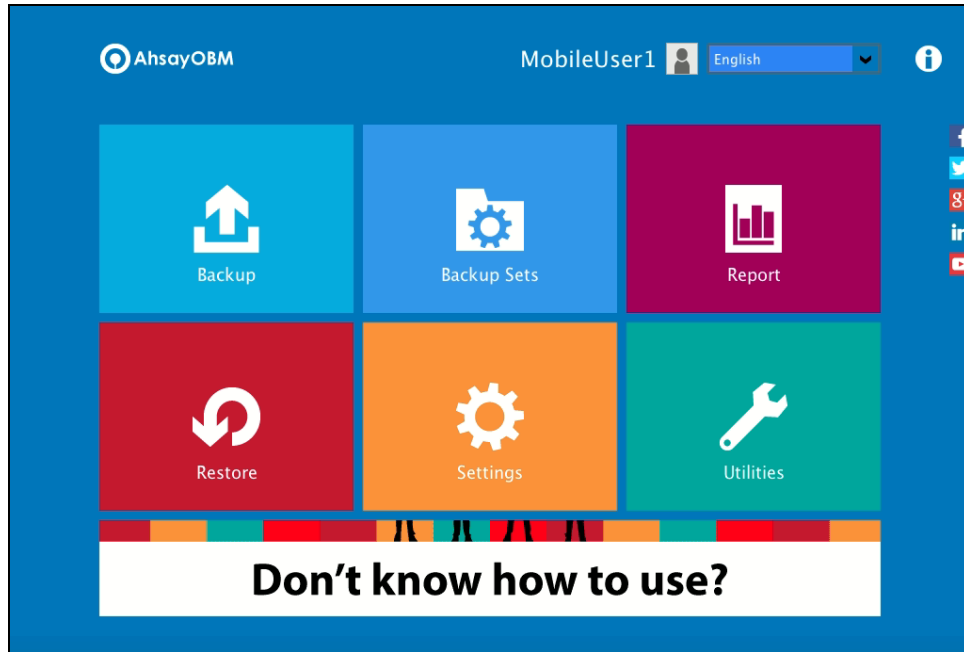 AhsayOBM
MobileUser1
English
Backup
Backup Sets
Report
Restore
Settings
Utilities
Don't know how to use?